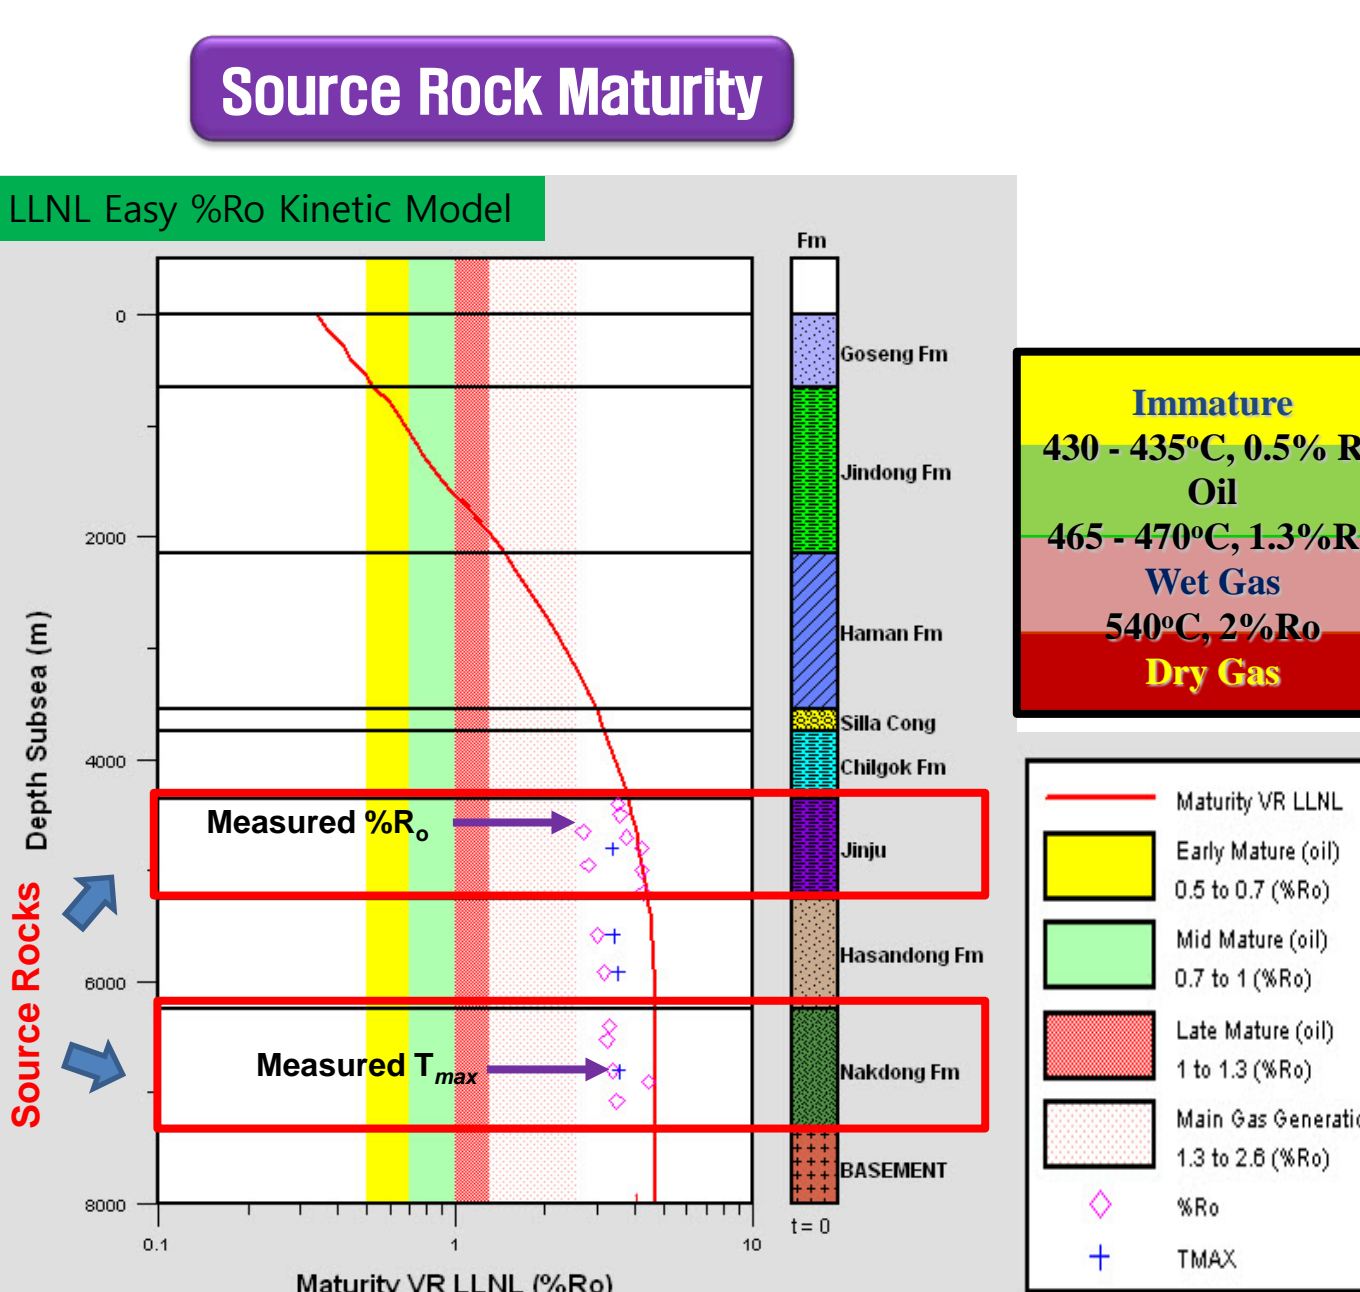 Source Rock Maturity
LLNL Easy %Ro Kinetic Model
Fm
0
2000
4000
6000
8000
Depth Subsea (m)
Source Rocks
Goseng Fm
Jindong Fm
Haman Fm
Silla Cong
Chilgok Fm
Jinju
Hasandong Fm
Nakdong Fm
BASEMENT
t = 0
Measured %Ro
Measured Tmax
0.1
1
10
Maturity VR LLNL (%Ro)
Immature
430 - 435oC, 0.5% R
Oil
465 - 470oC, 1.3%R
Wet Gas
540oC, 2%Ro
Dry Gas
Maturity VR LLNL
Early Mature (oil)
0.5 to 0.7 (%Ro)
Mid Mature (oil)
0.7 to 1 (%Ro)
Late Mature (oil)
1 to 1.3 (%Ro)
Main Gas Generatio
1.3 to 2.6 (%Ro)
%Ro
TMAX